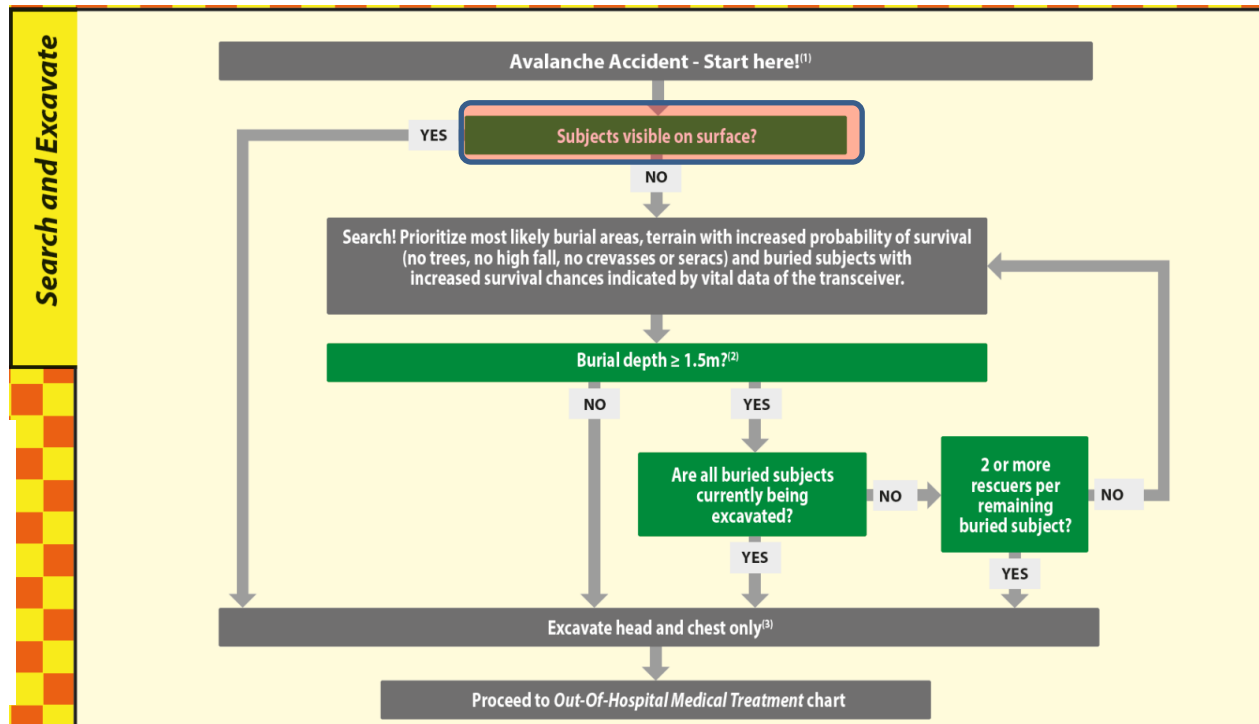 Search and Excavate
Avalanche Accident - Start here!(1)
YES
Subjects visible on surface?
NO
Search! Prioritize most likely burial areas, terrain with increased probability of survival
(no trees, no high fall, no crevasses or seracs) and buried subjects with
increased survival chances indicated by vital data of the transceiver.
Burial depth ≥ 1.5m?(2)
NO
YES
Are all buried subjects
currently being
excavated?
NO
2 or more
rescuers per
remaining
buried subject?
NO
YES
YES
Excavate head and chest only(3)
Proceed to Out-Of-Hospital Medical Treatment chart